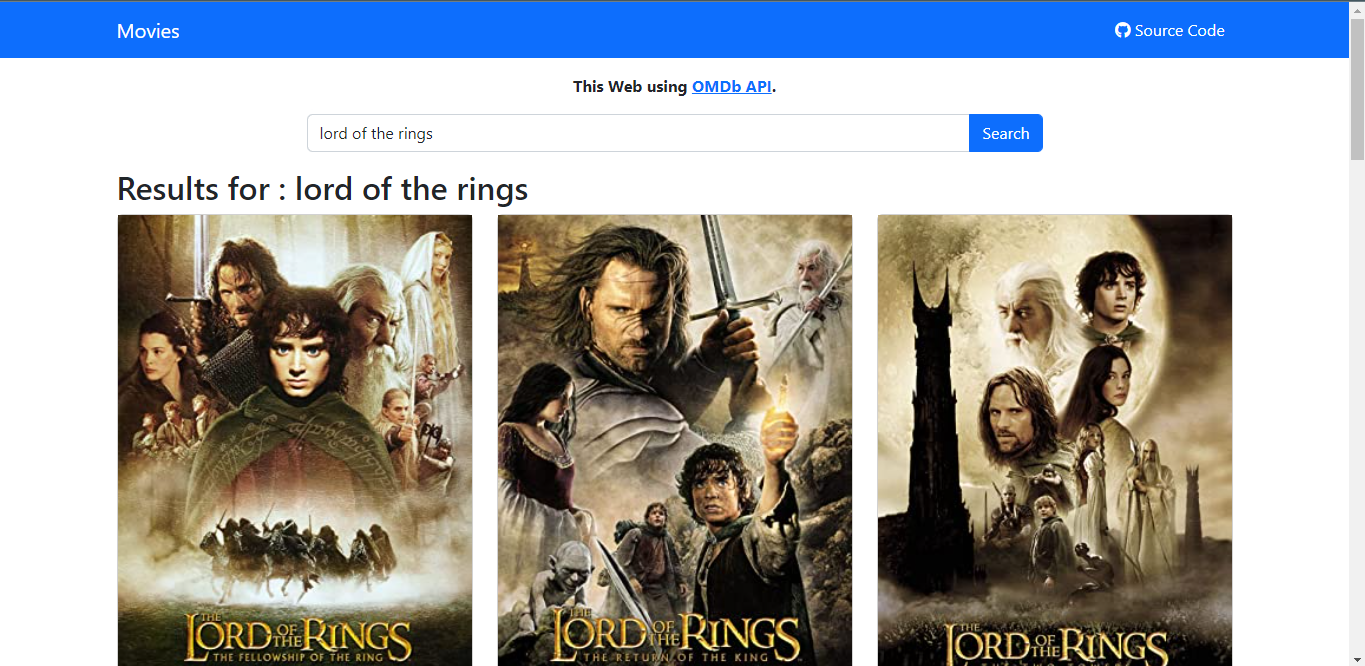 Movies
Source Code
This Web using OMDb API.
lord of the rings
Search
Results for : lord of the rings
THE
LORD OF THE RINGS
THE FELLOWSHIP OF THE RING
THE
LORD OF THE RINGS
THE RETURN OF THE KING
THE
LORD OF THE RINGS